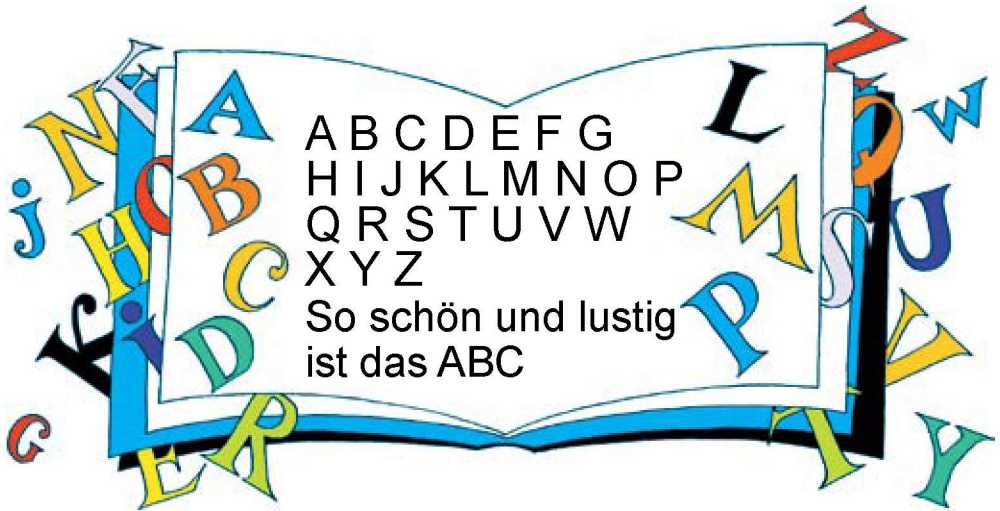 A B C D E F G
H I J K L M N O P
Q R S T U V W
X Y Z
So schön und lustig
ist das ABC
A
B
C
D
L
M
P
F
N
j
H
G
K
i
C
E
R
Z
Q
W
S
U
V
T
Y